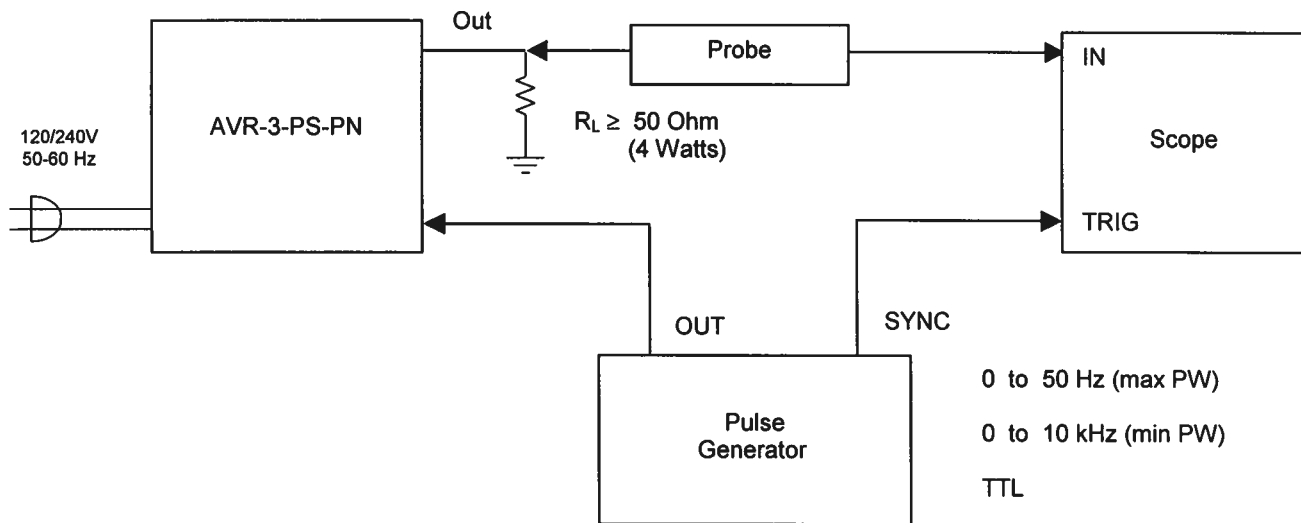 Out
Probe
IN
AVR-3-PS-PN
R_L ≥ 50 Ohm
(4 Watts)
120/240V
50-60 Hz
Scope
TRIG
OUT
SYNC
Pulse
Generator
0 to 50 Hz (max PW)
0 to 10 kHz (min PW)
TTL